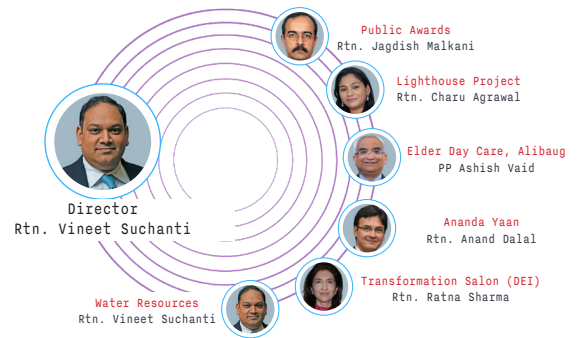 Public Awards
Rtn. Jagdish Malkani
Lighthouse Project
Rtn. Charu Agrawal
Elder Day Care, Alibaug
PP Ashish Vaid
Director
Rtn. Vineet Suchanti
Ananda Yaan
Rtn. Anand Dalal
Transformation Salon (DEI)
Rtn. Ratna Sharma
Water Resources
Rtn. Vineet Suchanti